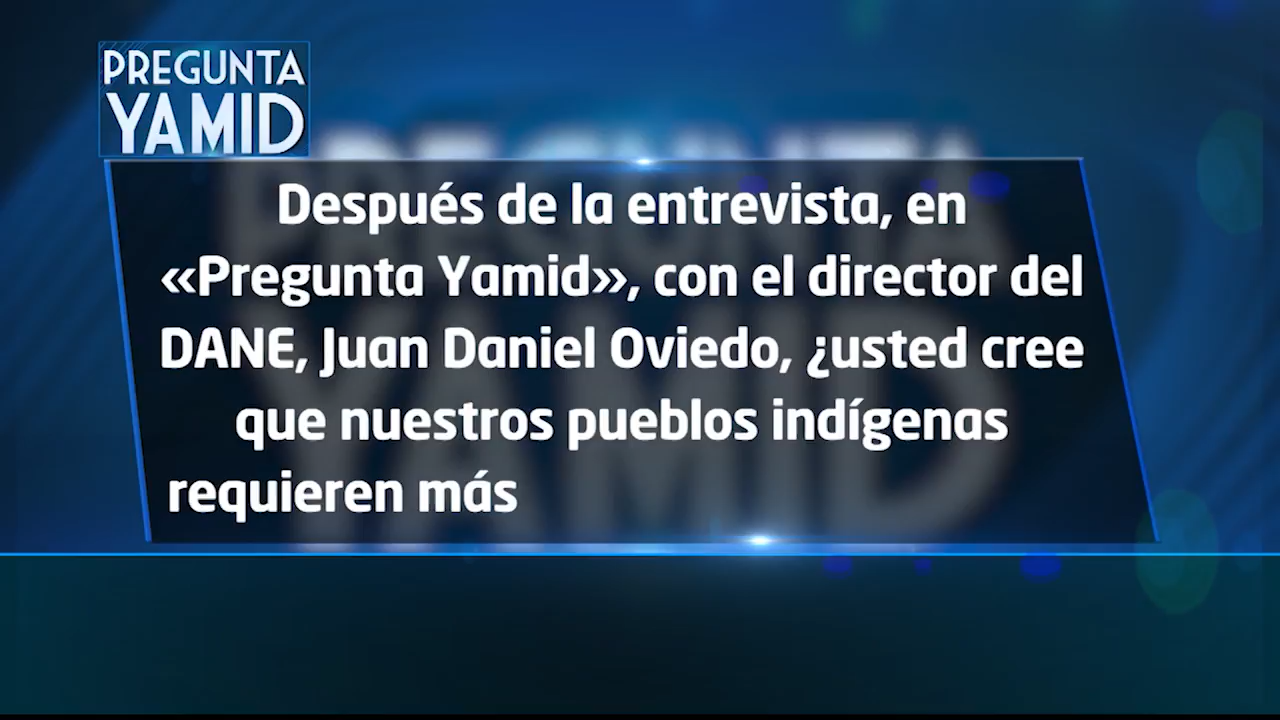 PREGUNTA
YAMID
Después de la entrevista, en
«Pregunta Yamid», con el director del
DANE, Juan Daniel Oviedo, ¿usted cree
que nuestros pueblos indígenas
requieren más